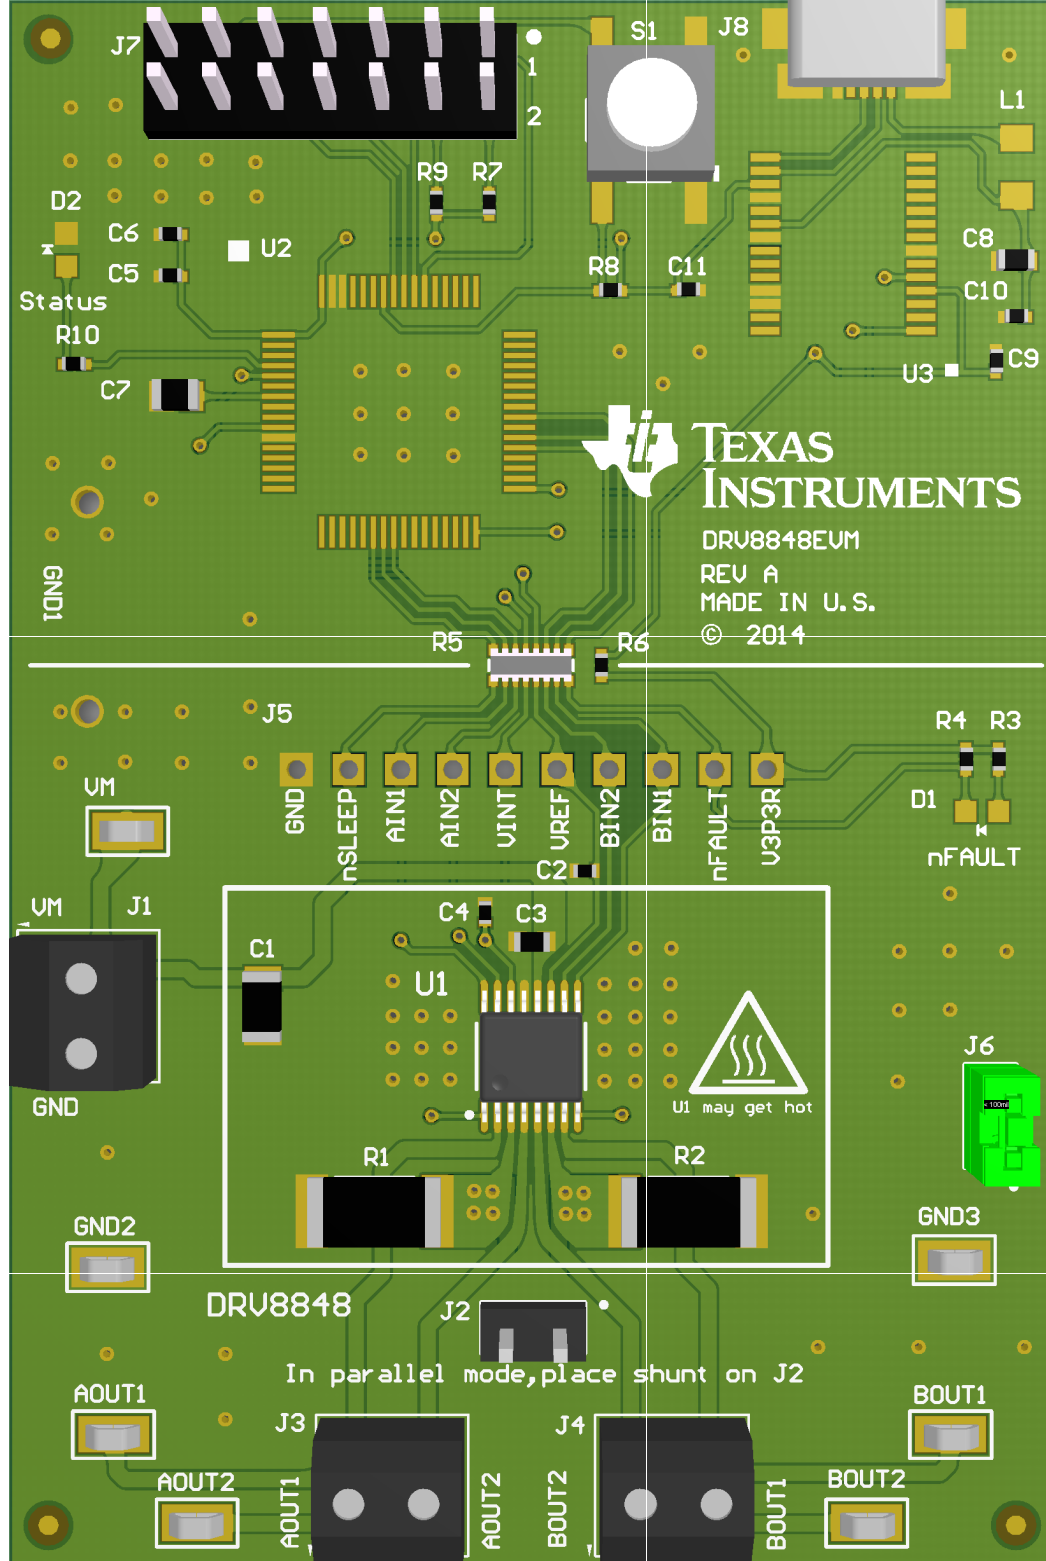 J7
1
2
S1
J8
L1
R9
R7
D2
C6
C5
U2
Status
R10
C7
R8
C11
C8
C10
C9
U3
TEXAS
INSTRUMENTS
DRV8848EVM
REV A
MADE IN U.S.
© 2014
GND1
R5
R6
J5
GND
nSLEEP
AIN1
AIN2
VINT
VREF
BIN2
BIN1
nFAULT
V3P3R
R4
R3
D1
nFAULT
VM
VM
J1
GND
C2
C4
C3
C1
U1
U1 may get hot
J6
< 100mil
R1
R2
GND2
GND3
DRV8848
J2
In parallel mode,place shunt on J2
AOUT1
AOUT2
J3
AOUT1
AOUT2
J4
BOUT2
BOUT1
BOUT1
BOUT2